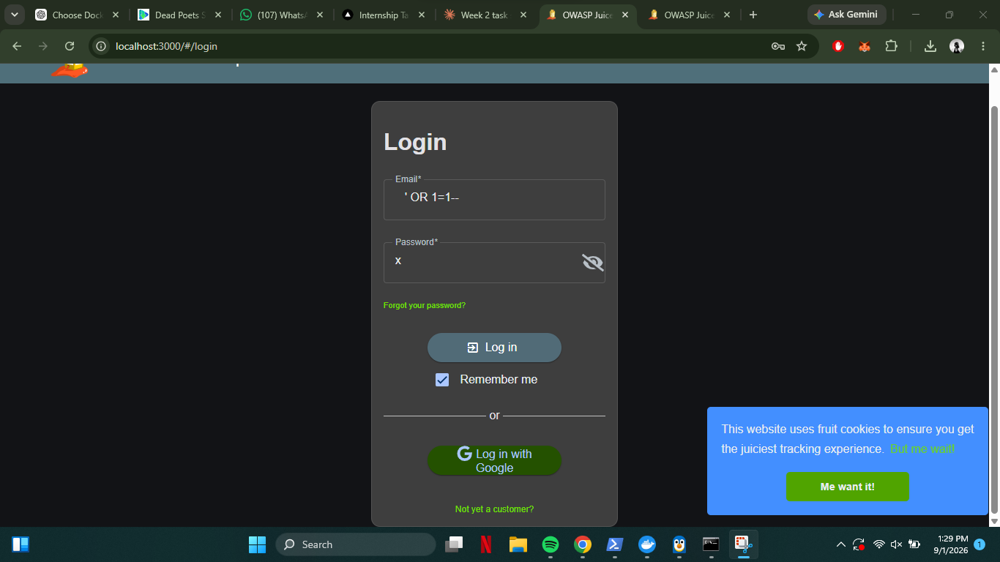 Choose Dock
Dead Poets S
(107) WhatsA
Internship Ta
Week 2 task
OWASP Juice
OWASP Juice
Ask Gemini
localhost:3000/#/login
Login
Email*
' OR 1=1--
Password*
x
Forgot your password?
Log in
Remember me
or
Log in with
Google
Not yet a customer?
This website uses fruit cookies to ensure you get
the juiciest tracking experience. But me wait!
Me want it!
Search
1:29 PM
9/1/2026
1